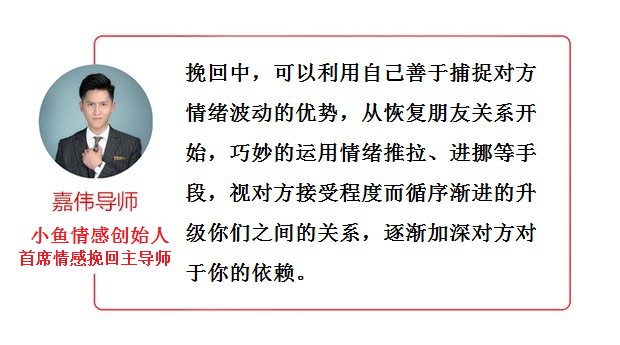 挽回中，可以利用自己善于捕捉对方
情绪波动的优势，从恢复朋友关系开
始，巧妙的运用情绪推拉、进挪等手
段，视对方接受程度而循序渐进的升
级你们之间的关系，逐渐加深对方对
于你的依赖。
嘉伟导师
小鱼情感创始人
首席情感挽回主导师